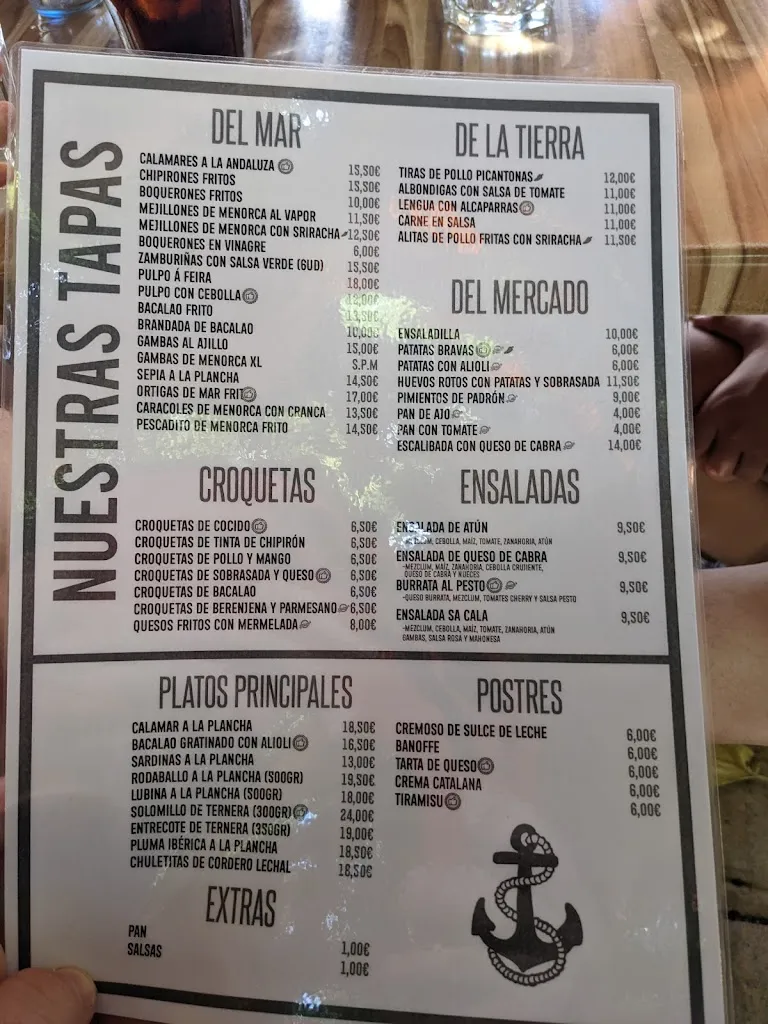 NUESTRAS TAPAS
DEL MAR
CALAMARES A LA ANDALUZA 15,50€
CHIPIRONES FRITOS 15,50€
BOQUERONES FRITOS 10,00€
MEJILLONES DE MENORCA AL VAPOR 11,50€
MEJILLONES DE MENORCA CON SRIRACHA 12,50€
BOQUERONES EN VINAGRE 6,00€
ZAMBURIÑAS CON SALSA VERDE (6UD) 15,50€
PULPO Á FEIRA 18,00€
PULPO CON CEBOLLA 12,00€
BACALAO FRITO 13,50€
BRANDADA DE BACALAO 10,00€
GAMBAS AL AJILLO 15,00€
GAMBAS DE MENORCA XL S.P.M
SEPIA A LA PLANCHA 14,50€
ORTIGAS DE MAR FRIT 17,00€
CARACOLES DE MENORCA CON CRANCA 13,50€
PESCADITO DE MENORCA FRITO 14,50€
DE LA TIERRA
TIRAS DE POLLO PICANTONAS 12,00€
ALBONDIGAS CON SALSA DE TOMATE 11,00€
LENGUA CON ALCAPARRAS 11,00€
CARNE EN SALSA 11,00€
ALITAS DE POLLO FRITAS CON SRIRACHA 11,50€
DEL MERCADO
ENSALADILLA 10,00€
PATATAS BRAVAS 6,00€
PATATAS CON ALIOLI 6,00€
HUEVOS ROTOS CON PATATAS Y SOBRASADA 11,50€
PIMIENTOS DE PADRÓN 9,00€
PAN DE AJO 4,00€
PAN CON TOMATE 4,00€
ESCALIBADA CON QUESO DE CABRA 14,00€
CROQUETAS
CROQUETAS DE COCIDO 6,50€
CROQUETAS DE TINTA DE CHIPIRÓN 6,50€
CROQUETAS DE POLLO Y MANGO 6,50€
CROQUETAS DE SOBRASADA Y QUESO 6,50€
CROQUETAS DE BACALAO 6,50€
CROQUETAS DE BERENJENA Y PARMESANO 6,50€
QUESOS FRITOS CON MERMELADA 8,00€
ENSALADAS
ENSALADA DE ATÚN 9,50€
-MEZCLUM, CEBOLLA, MAÍZ, TOMATE, ZANAHORIA, ATÚN
ENSALADA DE QUESO DE CABRA 9,50€
-MEZCLUM, MAÍZ, ZANAHORIA, CEBOLLA CRUJIENTE,
QUESO DE CABRA Y NUECES
BURRATA AL PESTO 9,50€
-QUESO BURRATA, MEZCLUM, TOMATES CHERRY Y SALSA PESTO
ENSALADA SA CALA 9,50€
-MEZCLUM, CEBOLLA, MAÍZ, TOMATE, ZANAHORIA, ATÚN
GAMBAS, SALSA ROSA Y MAHONESA
PLATOS PRINCIPALES
CALAMAR A LA PLANCHA 18,50€
BACALAO GRATINADO CON ALIOLI 16,50€
SARDINAS A LA PLANCHA 13,00€
RODABALLO A LA PLANCHA (500GR) 19,50€
LUBINA A LA PLANCHA (500GR) 18,00€
SOLOMILLO DE TERNERA (300GR) 24,00€
ENTRECOTE DE TERNERA (350GR) 19,00€
PLUMA IBÉRICA A LA PLANCHA 18,50€
CHULETITAS DE CORDERO LECHAL 18,50€
EXTRAS
PAN 1,00€
SALSAS 1,00€
POSTRES
CREMOSO DE SULCE DE LECHE 6,00€
BANOFFE 6,00€
TARTA DE QUESO 6,00€
CREMA CATALANA 6,00€
TIRAMISU 6,00€